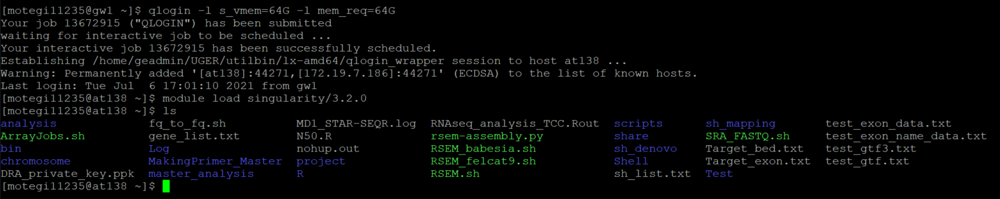 [motegi11235@gw1 ~]$ qlogin -l s_vmem=64G -l mem_req=64G
Your job 13672915 ("QLOGIN") has been submitted
waiting for interactive job to be scheduled ...
Your interactive job 13672915 has been successfully scheduled.
Establishing /home/geadmin/UGER/utilbin/lx-amd64/qlogin_wrapper session to host at138 ...
Warning: Permanently added '[at138]:44271,[172.19.7.186]:44271' (ECDSA) to the list of known hosts.
Last login: Tue Jul  6 17:01:10 2021 from gw1
[motegi11235@at138 ~]$ module load singularity/3.2.0
[motegi11235@at138 ~]$ ls
analysis fq_to_fq.sh MD1_STAR-SEQR.log RNAseq_analysis_TCC.Rout scripts sh_mapping test_exon_data.txt
ArrayJobs.sh gene_list.txt N50.R rsem-assembly.py share SRA_FASTQ.sh test_exon_name_data.txt
bin Log nohup.out RSEM_babesia.sh sh_denovo Target_bed.txt test_gtf3.txt
chromosome MakingPrimer_Master project RSEM_felcat9.sh Shell Target_exon.txt test_gtf.txt
DRA_private_key.ppk master_analysis R RSEM.sh sh_list.txt Test
[motegi11235@at138 ~]$